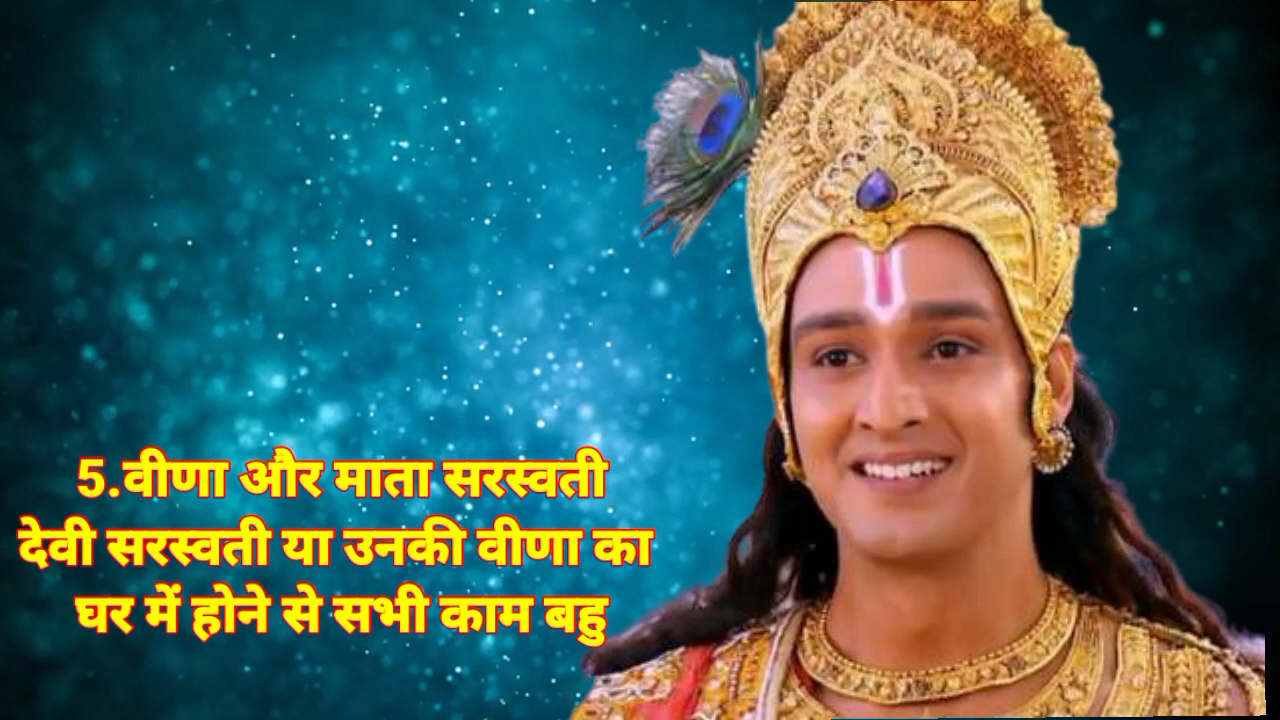 5.वीणा और माता सरस्वती
देवी सरस्वती या उनकी वीणा का
घर में होने से सभी काम बहु